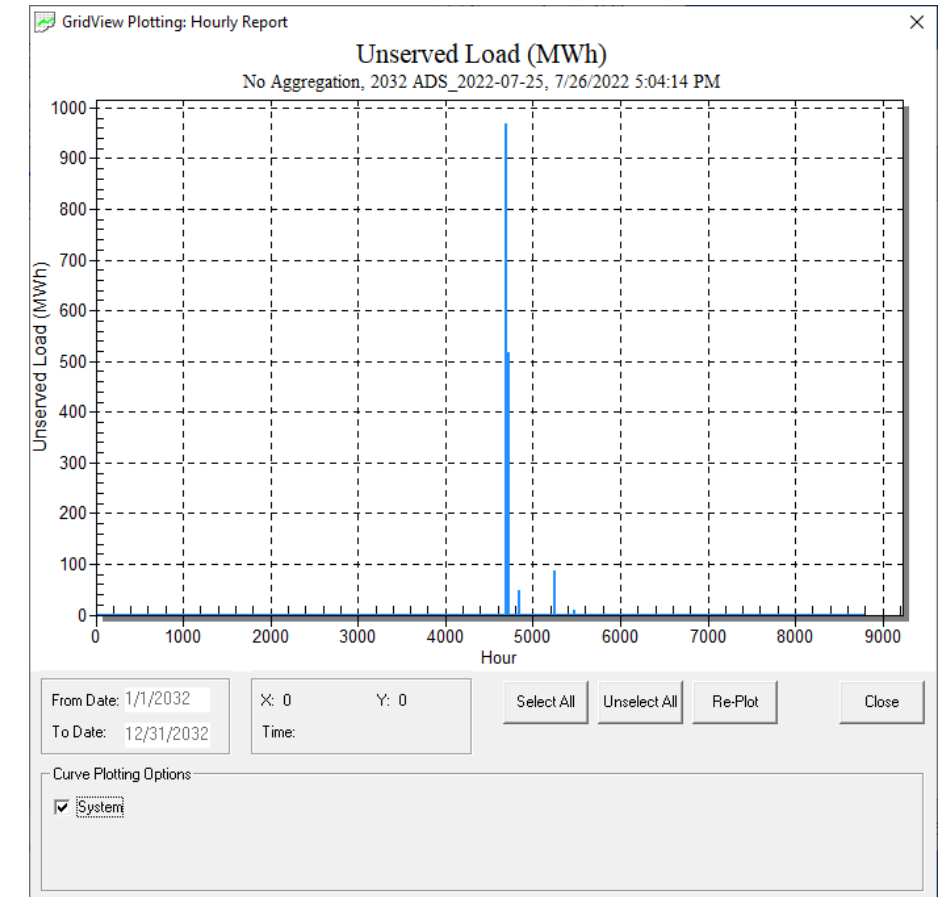 GridView Plotting: Hourly Report
Unserved Load (MWh)
No Aggregation, 2032 ADS_2022-07-25, 7/26/2022 5:04:14 PM
1000
900
800
700
600
500
400
300
200
100
0
Unserved Load (MWh)
0 1000 2000 3000 4000 5000 6000 7000 8000 9000
Hour
From Date: 1/1/2032
To Date: 12/31/2032
X: 0 Y: 0
Time:
Select All Unselect All Re-Plot Close
Curve Plotting Options
System